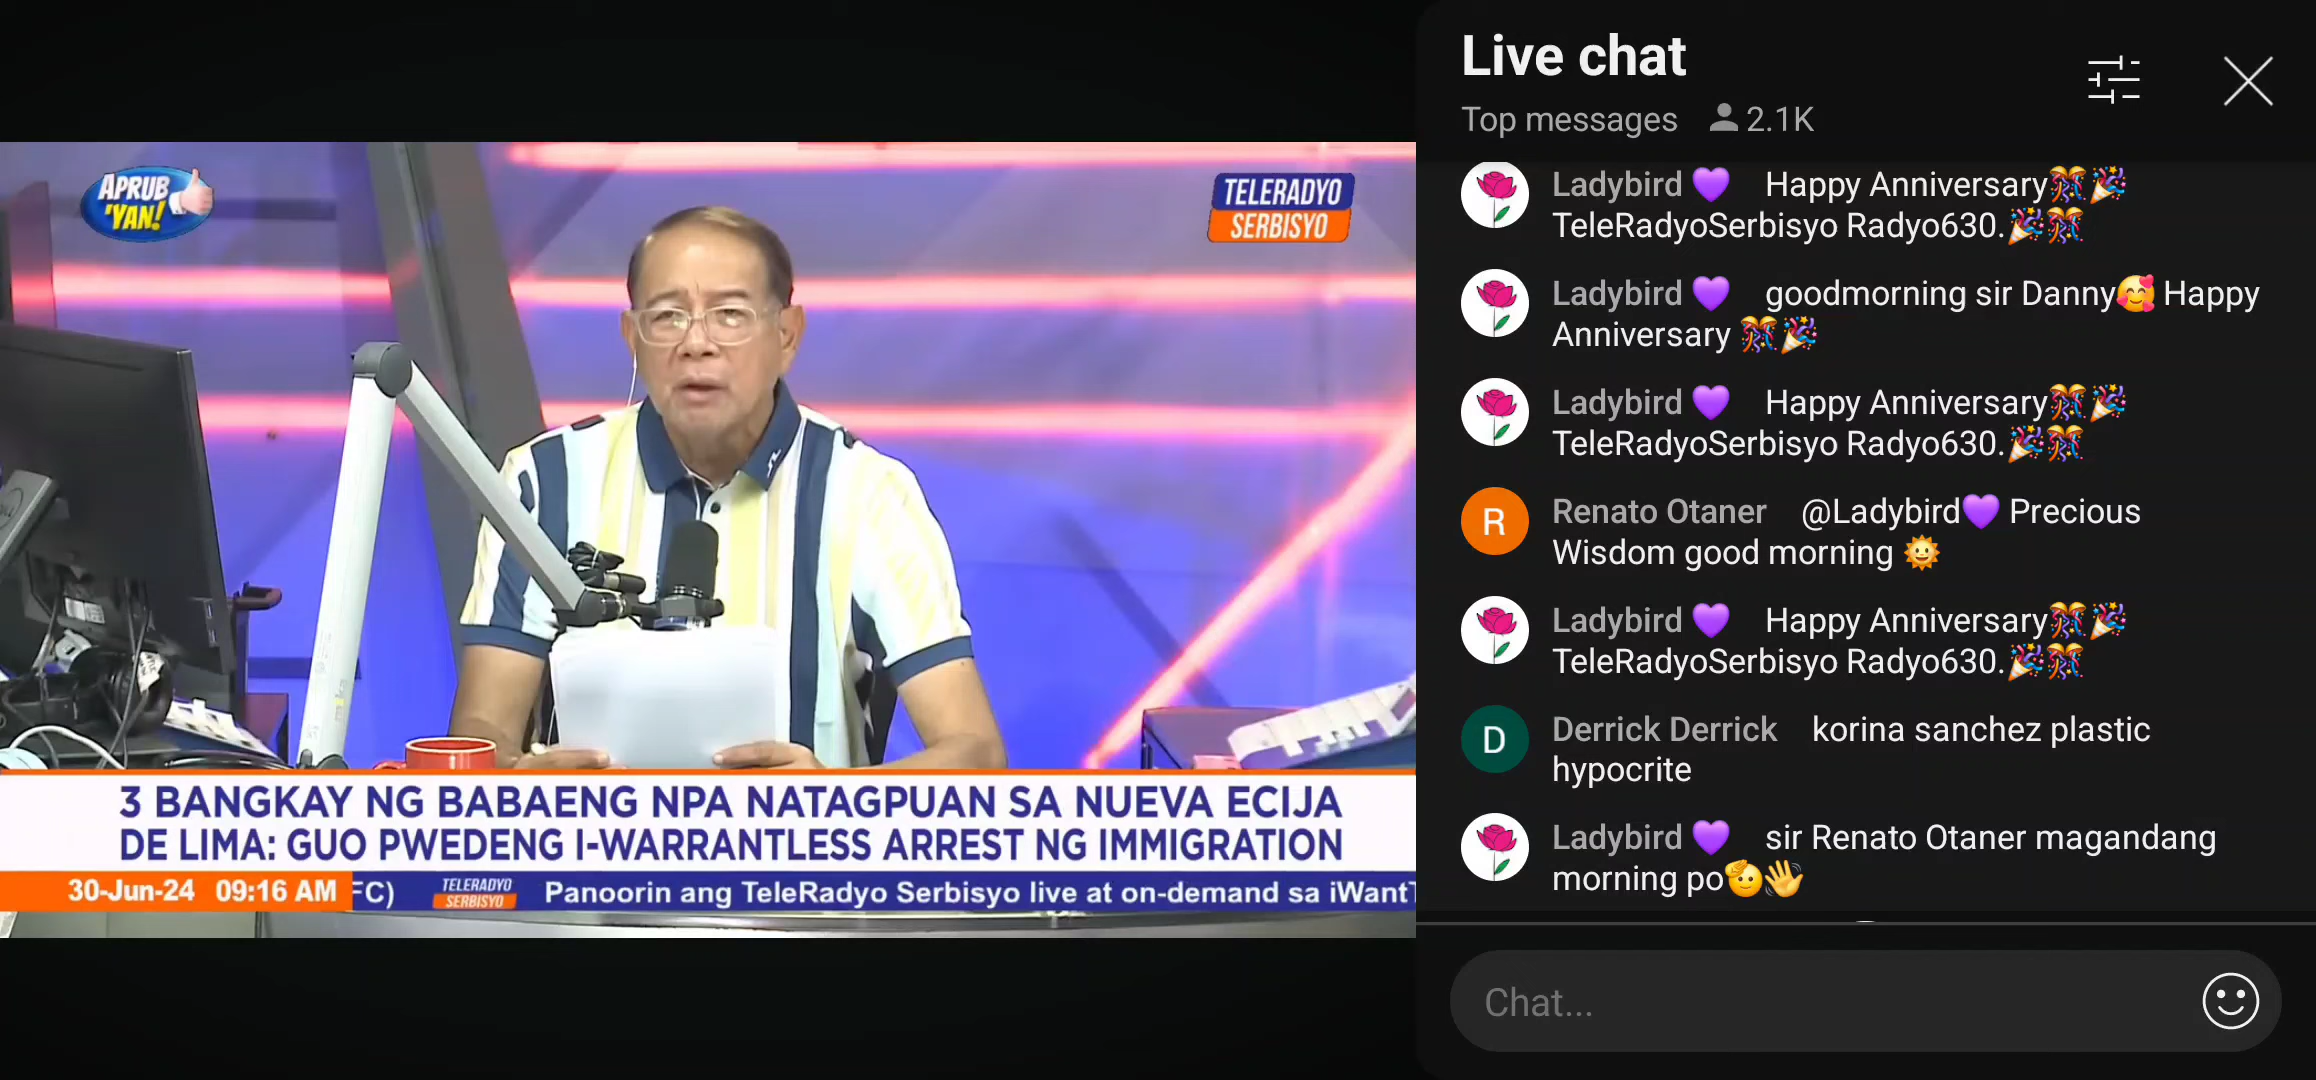 APRUB
'YAN!
TELERADYO
SERBISYO
3 BANGKAY NG BABAENG NPA NATAGPUAN SA NUEVA ECIJA
DE LIMA: GUO PWEDENG I-WARRANTLESS ARREST NG IMMIGRATION
30-Jun-24 09:16 AM FC) TELERADYO SERBISYO Panoorin ang TeleRadyo Serbisyo live at on-demand sa iWant
Live chat
Top messages 2.1K
Ladybird 💜 Happy Anniversary🎊🎉
TeleRadyoSerbisyo Radyo630.🎉🎊
Ladybird 💜 goodmorning sir Danny🥰 Happy
Anniversary 🎊🎉
Ladybird 💜 Happy Anniversary🎊🎉
TeleRadyoSerbisyo Radyo630.🎉🎊
R
Renato Otaner @Ladybird💜 Precious
Wisdom good morning 🌞
Ladybird 💜 Happy Anniversary🎊🎉
TeleRadyoSerbisyo Radyo630.🎉🎊
D
Derrick Derrick korina sanchez plastic
hypocrite
Ladybird 💜 sir Renato Otaner magandang
morning po🫡👋
Chat...